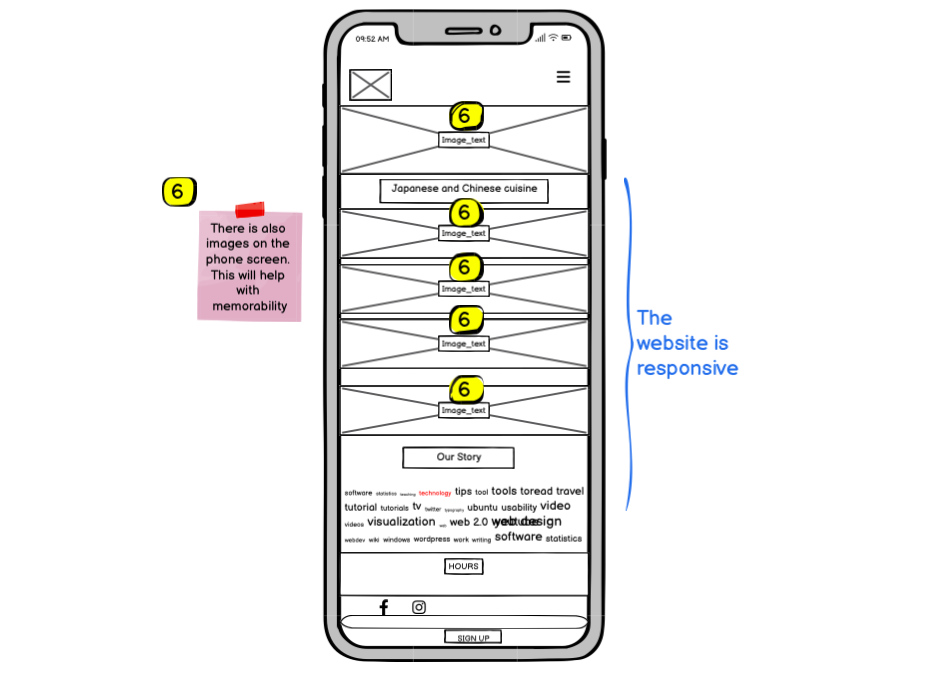 09:52 AM
6
Image_text
6
There is also
images on the
phone screen.
This will help
with
memorability
Japanese and Chinese cuisine
6
Image_text
6
Image_text
6
Image_text
6
Image_text
The
website is
responsive
Our Story
software statistics teaching technology tips tool tools toread travel
tutorial tutorials tv twitter typography ubuntu usability video
videos visualization web 2.0 webdesign
webdev wiki windows wordpress work writing software statistics
HOURS
SIGN UP